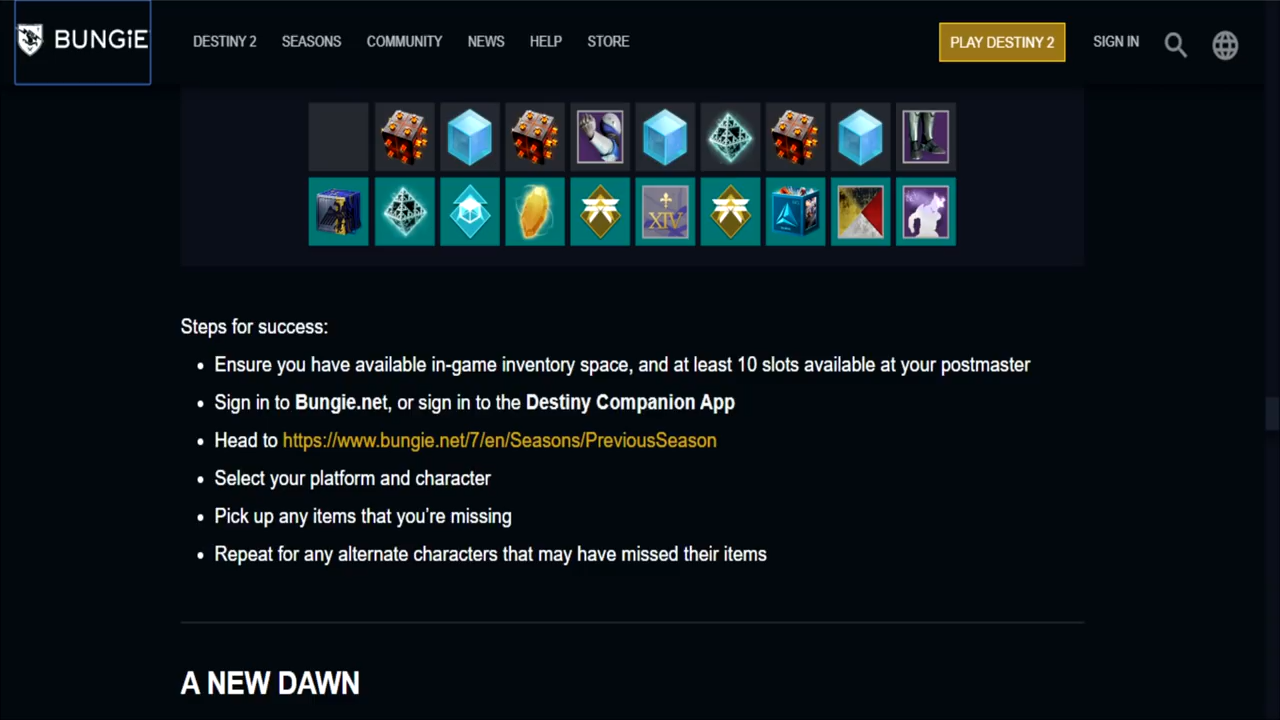 BUNGiE
DESTINY 2 SEASONS COMMUNITY NEWS HELP STORE PLAY DESTINY 2 SIGN IN
XIV
Steps for success:
Ensure you have available in-game inventory space, and at least 10 slots available at your postmaster
Sign in to Bungie.net, or sign in to the Destiny Companion App
Head to https://www.bungie.net/7/en/Seasons/PreviousSeason
Select your platform and character
Pick up any items that you’re missing
Repeat for any alternate characters that may have missed their items
A NEW DAWN